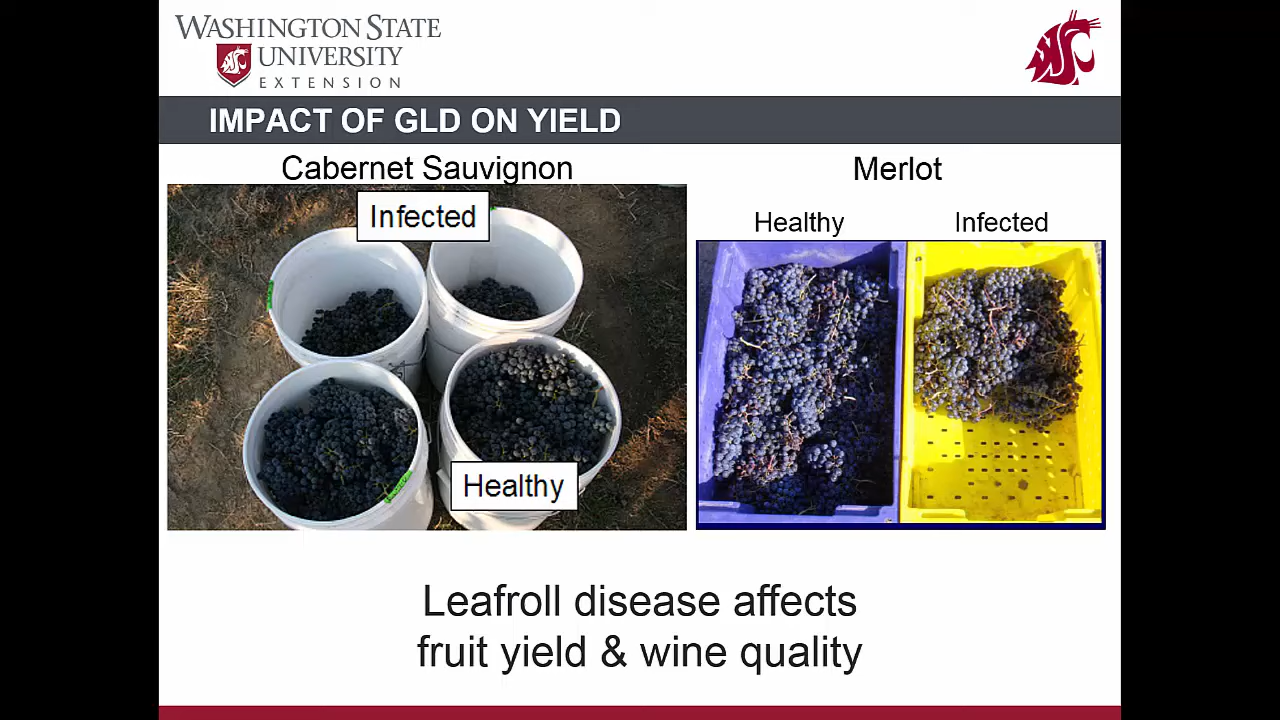 WASHINGTON STATE
UNIVERSITY
EXTENSION
IMPACT OF GLD ON YIELD
Cabernet Sauvignon
Merlot
Infected
Healthy
Healthy
Infected
Leafroll disease affects
fruit yield & wine quality